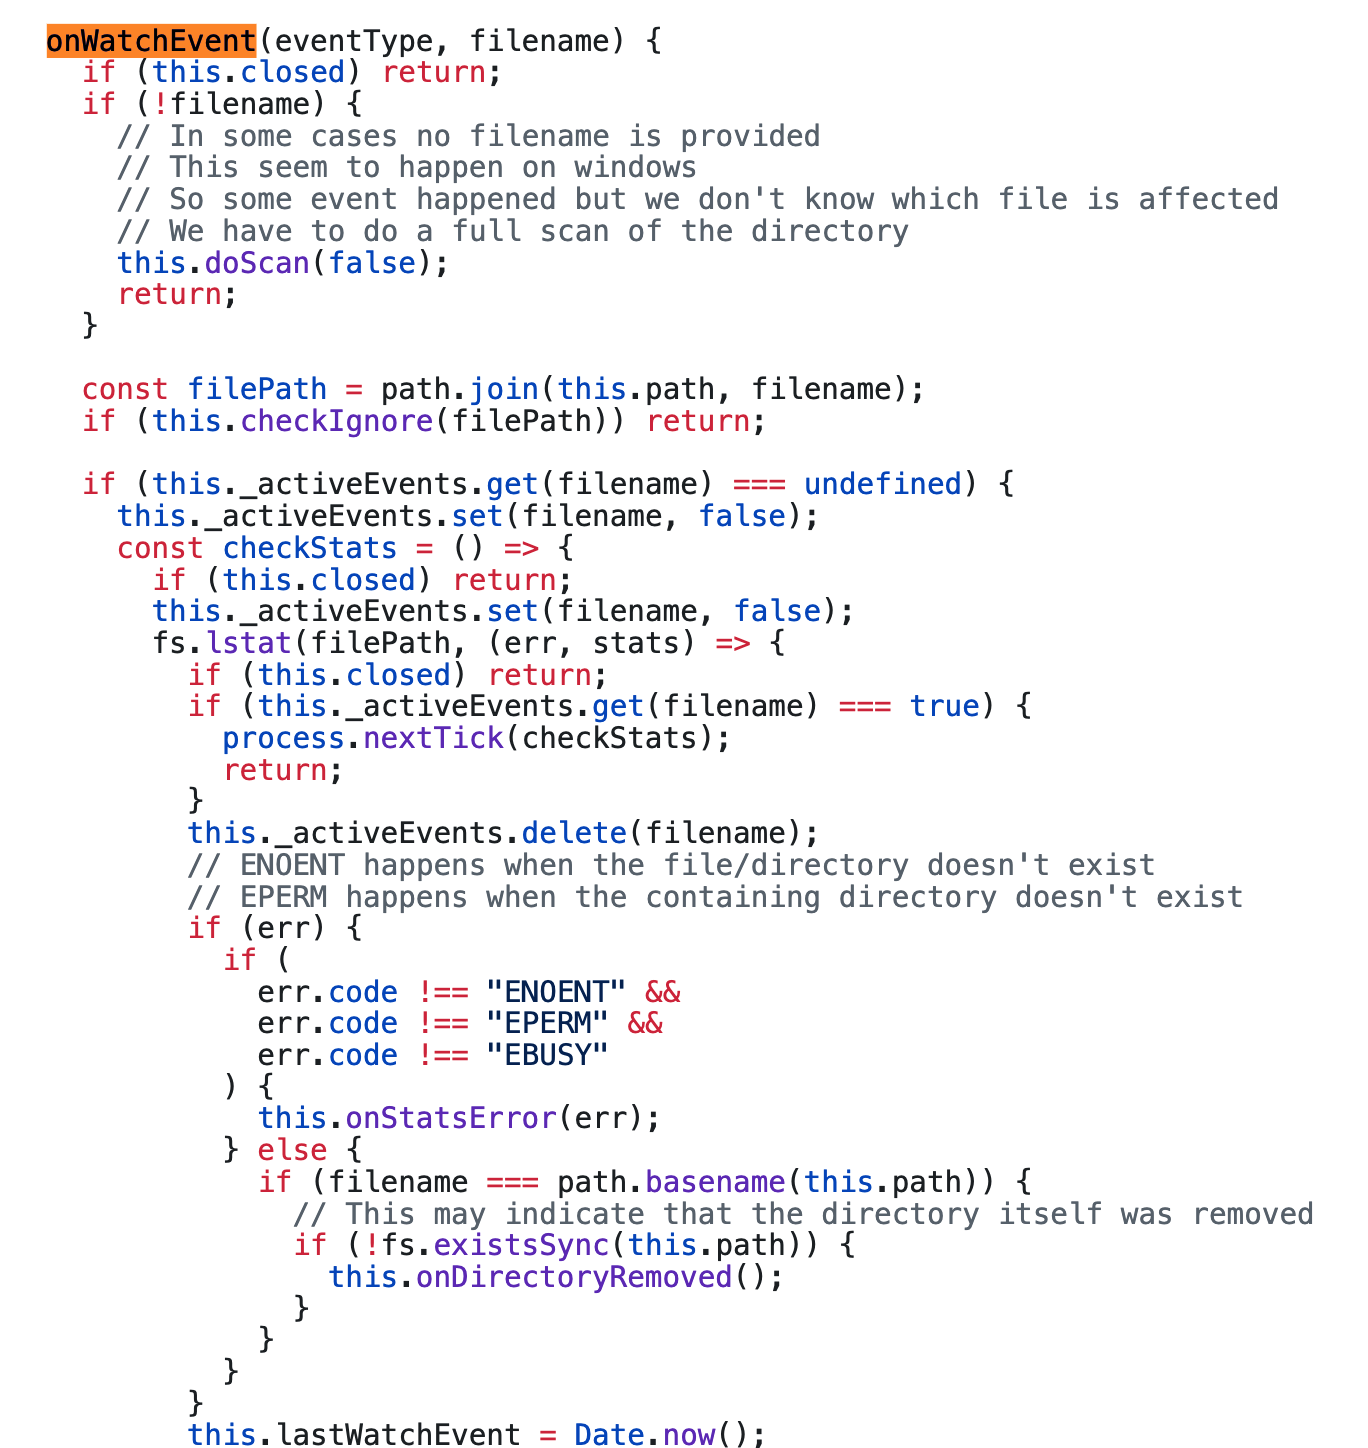 onWatchEvent(eventType, filename) {
if (this.closed) return;
if (!filename) {
// In some cases no filename is provided
// This seem to happen on windows
// So some event happened but we don't know which file is affected
// We have to do a full scan of the directory
this.doScan(false);
return;
}
const filePath = path.join(this.path, filename);
if (this.checkIgnore(filePath)) return;
if (this._activeEvents.get(filename) === undefined) {
this._activeEvents.set(filename, false);
const checkStats = () => {
if (this.closed) return;
this._activeEvents.set(filename, false);
fs.lstat(filePath, (err, stats) => {
if (this.closed) return;
if (this._activeEvents.get(filename) === true) {
process.nextTick(checkStats);
return;
}
this._activeEvents.delete(filename);
// ENOENT happens when the file/directory doesn't exist
// EPERM happens when the containing directory doesn't exist
if (err) {
if (
err.code !== "ENOENT" &&
err.code !== "EPERM" &&
err.code !== "EBUSY"
) {
this.onStatsError(err);
} else {
if (filename === path.basename(this.path)) {
// This may indicate that the directory itself was removed
if (!fs.existsSync(this.path)) {
this.onDirectoryRemoved();
}
}
}
}
this.lastWatchEvent = Date.now();